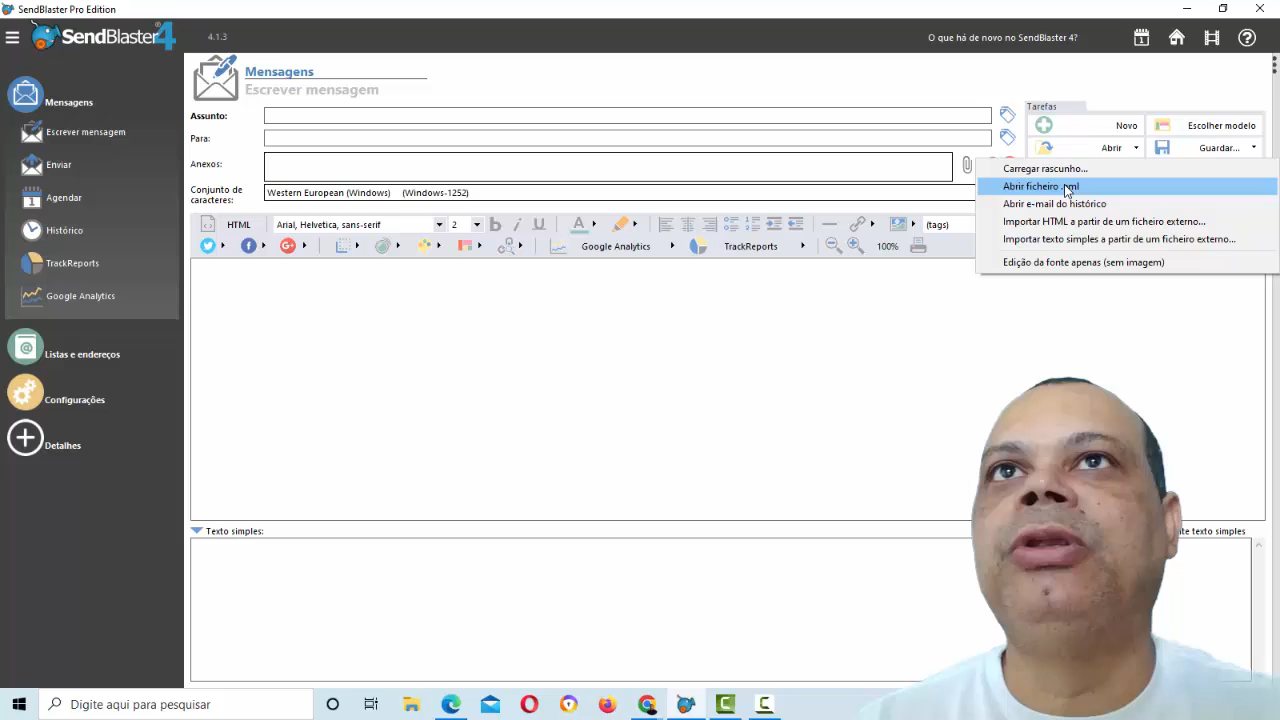 SendBlaster Pro Edition
SendBlaster 4
4.1.3
O que há de novo no SendBlaster 4?
Mensagens
Escrever mensagem
Enviar
Agendar
Histórico
TrackReports
Google Analytics
Listas e endereços
Configurações
Detalhes
Mensagens
Escrever mensagem
Assunto:
Para:
Anexos:
Conjunto de
caracteres:
Western European (Windows) (Windows-1252)
Tarefas
Novo
Escolher modelo
Abrir
Guardar...
Carregar rascunho...
Abrir ficheiro
Abrir e-mail do histórico
Importar HTML a partir de um ficheiro externo...
Importar texto simples a partir de um ficheiro externo...
Edição da fonte apenas (sem imagem)
HTML
Arial, Helvetica, sans-serif
2
(tags)
Google Analytics
TrackReports
100%
Texto simples:
texto simples
Digite aqui para pesquisar